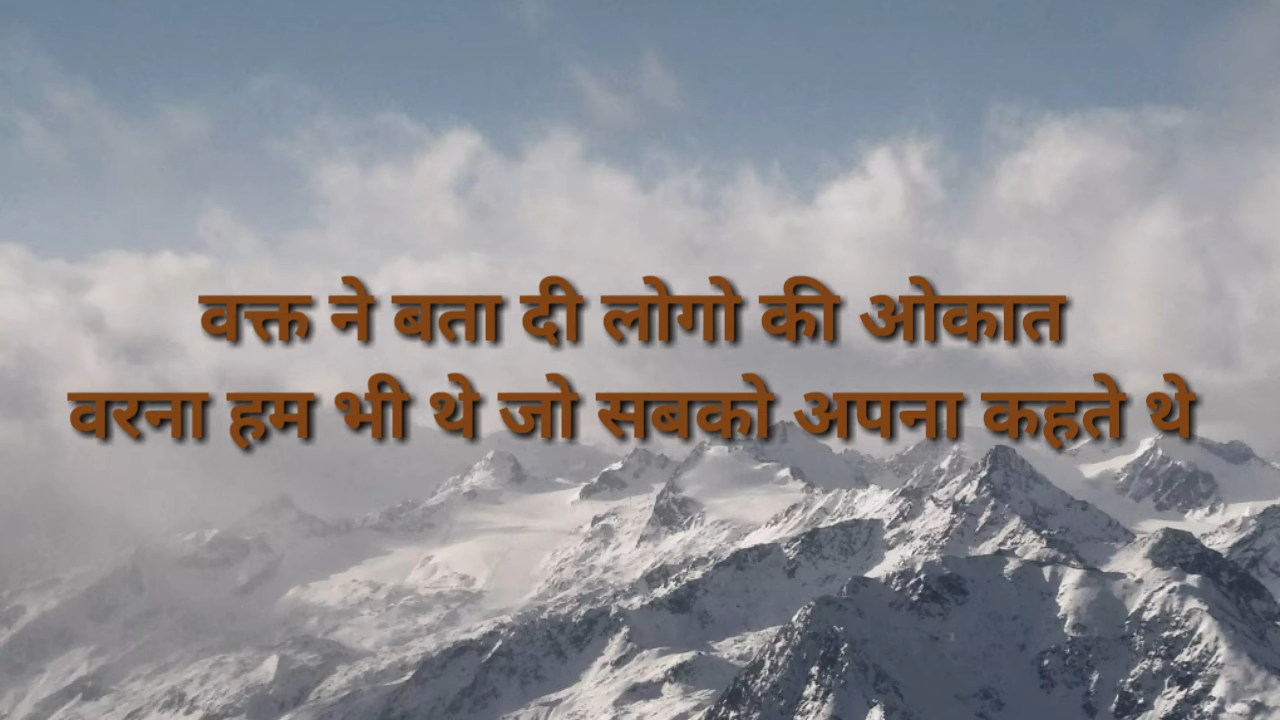 वक्त ने बता दी लोगो की ओकात
वरना हम भी थे जो सबको अपना कहते थे